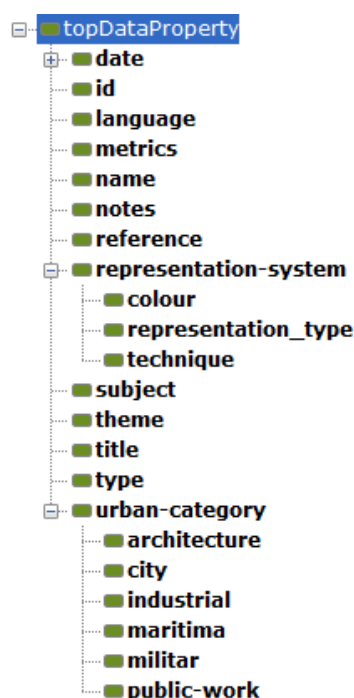 topDataProperty
date
id
language
metrics
name
notes
reference
representation-system
colour
representation_type
technique
subject
theme
title
type
urban-category
architecture
city
industrial
maritima
militar
public-work